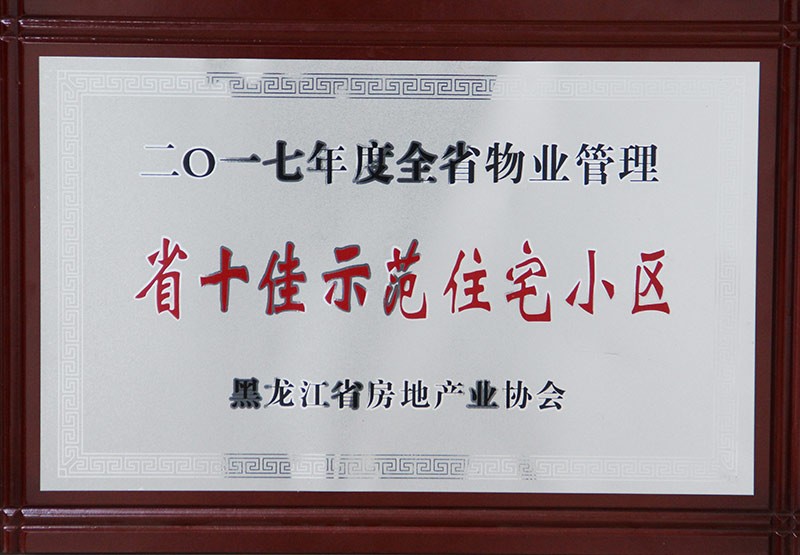 二〇一七年度全省物业管理
省十佳示范住宅小区
黑龙江省房地产业协会